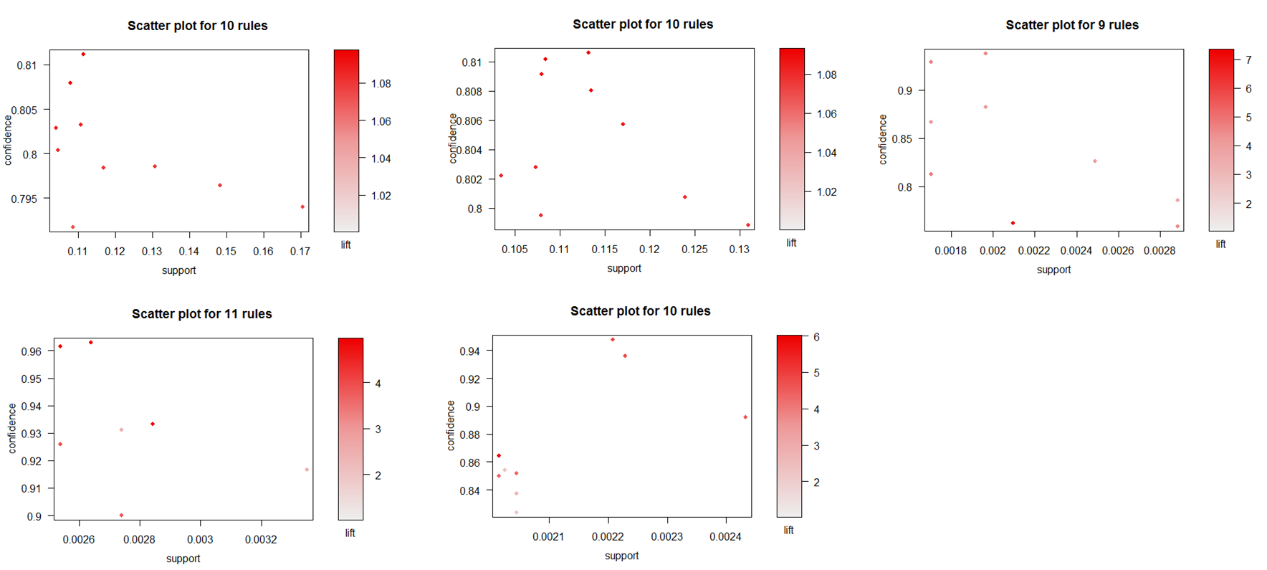 Scatter plot for 10 rules
0.81
0.805
0.8
0.795
confidence
0.11 0.12 0.13 0.14 0.15 0.16 0.17
support
1.08
1.06
1.04
1.02
lift
Scatter plot for 10 rules
0.81
0.808
0.806
0.804
0.802
0.8
confidence
0.105 0.11 0.115 0.12 0.125 0.13
support
1.08
1.06
1.04
1.02
lift
Scatter plot for 9 rules
0.9
0.85
0.8
confidence
0.0018 0.002 0.0022 0.0024 0.0026 0.0028
support
7
6
5
4
3
2
lift
Scatter plot for 11 rules
0.96
0.95
0.94
0.93
0.92
0.91
0.9
confidence
0.0026 0.0028 0.003 0.0032
support
4
3
2
lift
Scatter plot for 10 rules
0.94
0.92
0.9
0.88
0.86
0.84
confidence
0.0021 0.0022 0.0023 0.0024
support
6
5
4
3
2
lift